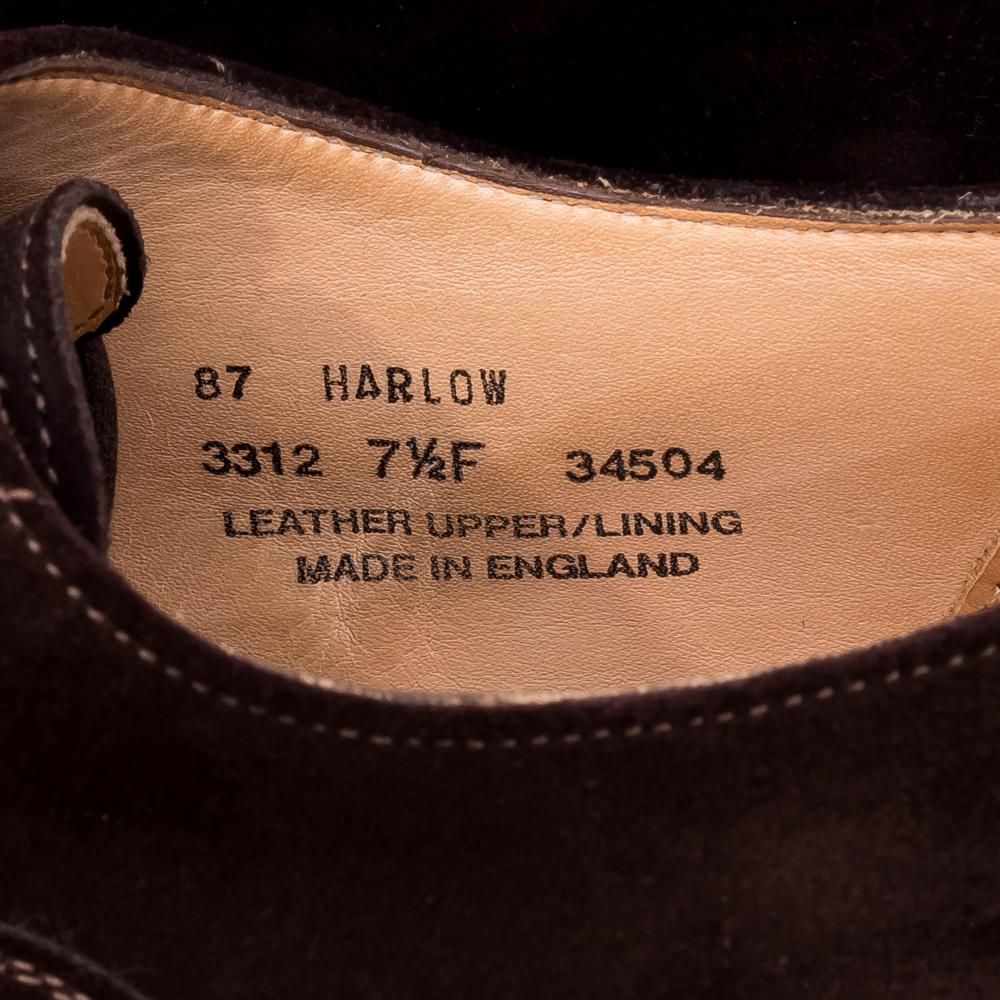 87 HARLOW
3312 7½F 34504
LEATHER UPPER/LINING
MADE IN ENGLAND